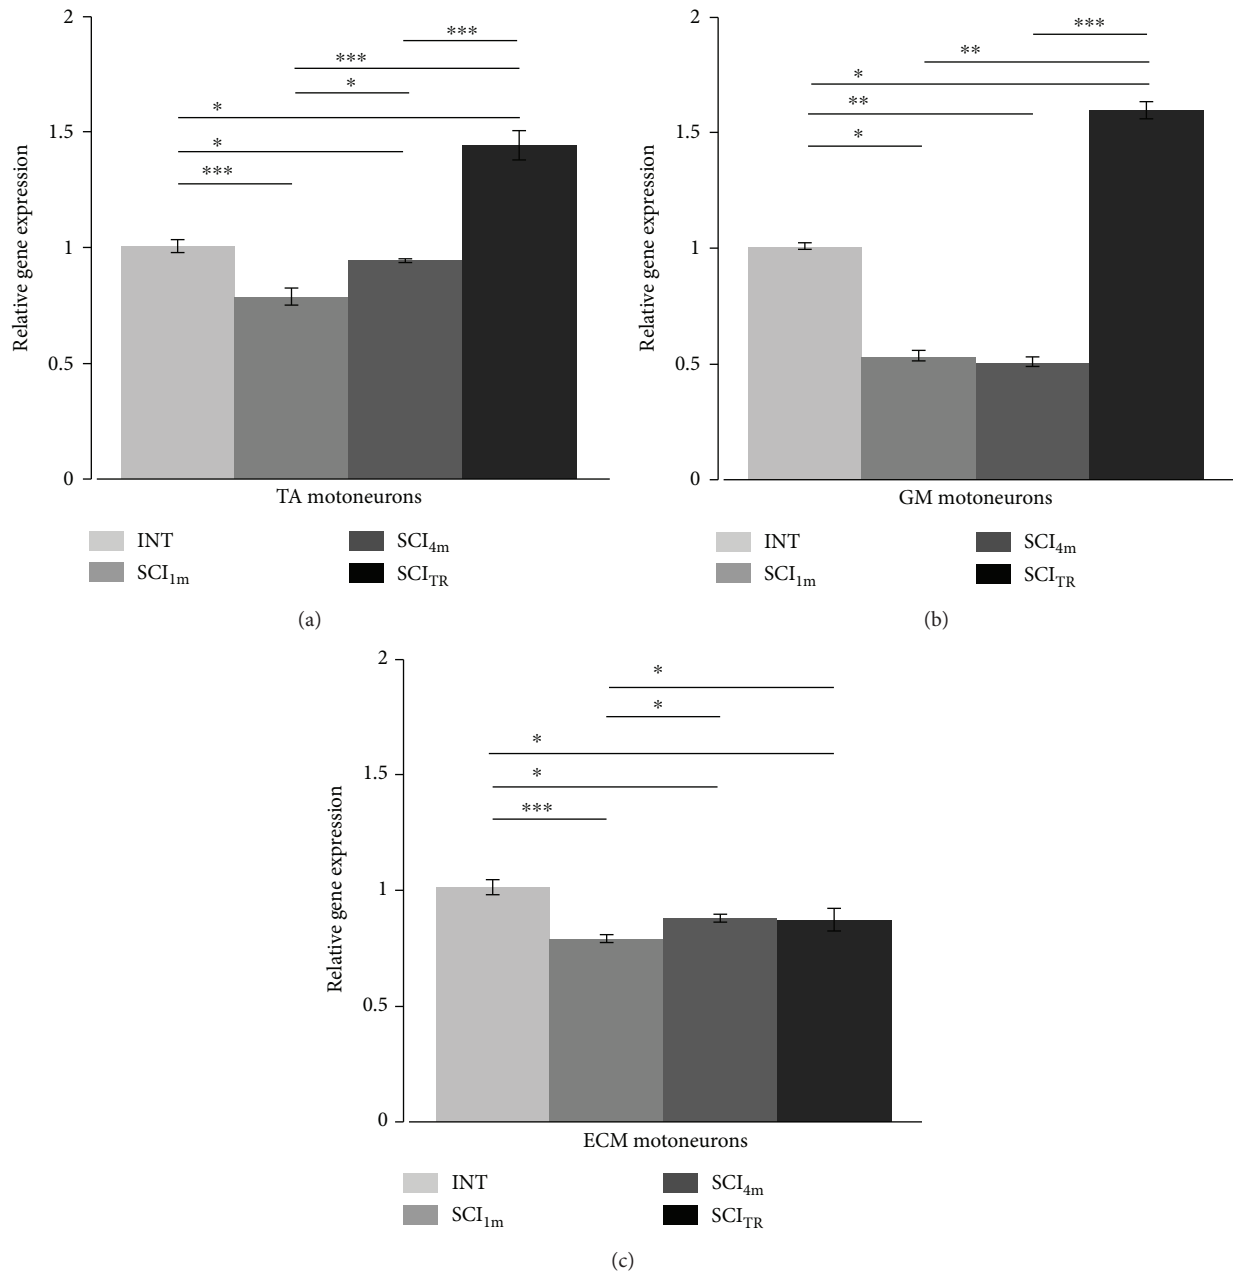 2
1.5
1
0.5
0
Relative gene expression
***
***
*
*
*
***
TA motoneurons
INT
SCI1m
SCI4m
SCITR
(a)
2
1.5
1
0.5
0
Relative gene expression
***
**
*
**
*
GM motoneurons
INT
SCI1m
SCI4m
SCITR
(b)
2
1.5
1
0.5
0
Relative gene expression
*
*
*
*
***
ECM motoneurons
INT
SCI1m
SCI4m
SCITR
(c)